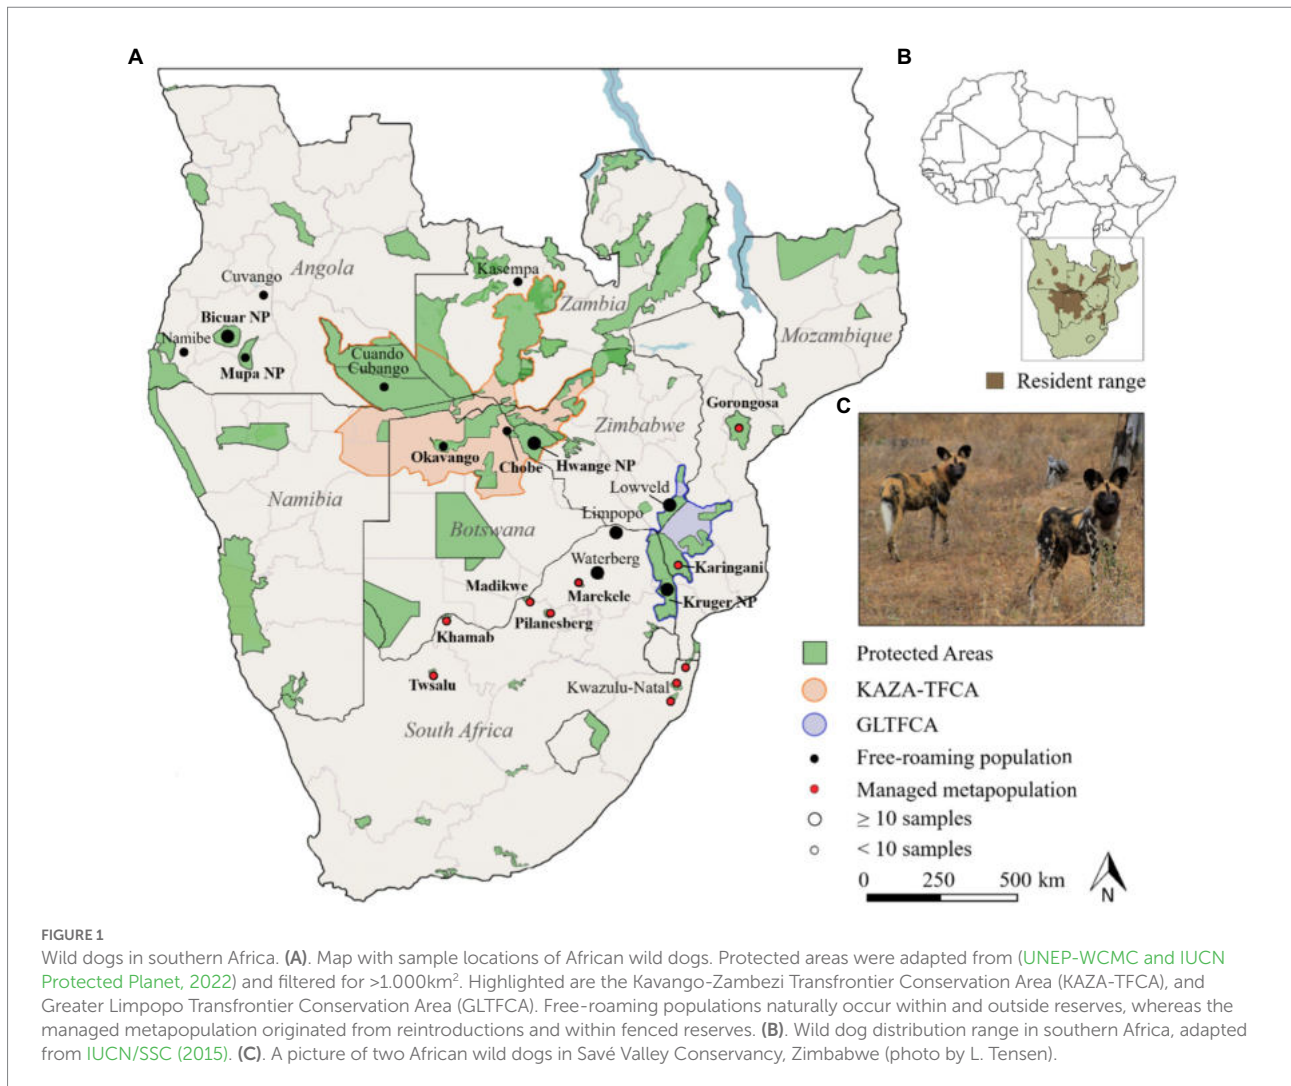 A
B
Cuvango
Angola
Kasempa
Zambia
Bicuar NP
Namibe
Mupa NP
Cuando
Cubango
Mozambique
Resident range
C
Gorongosa
Zimbabwe
Okavango
Chobe
Hwange NP
Namibia
Lowveld
Limpopo
Botswana
Waterberg
Karingani
Madikwe
Marekele
Kruger NP
Pilanesberg
Khamab
Twsalu
Kwazulu-Natal
South Africa
Protected Areas
KAZA-TFCA
GLTFCA
Free-roaming population
Managed metapopulation
≥ 10 samples
< 10 samples
0 250 500 km
N
FIGURE 1
Wild dogs in southern Africa. (A). Map with sample locations of African wild dogs. Protected areas were adapted from (UNEP-WCMC and IUCN
Protected Planet, 2022) and filtered for >1.000km². Highlighted are the Kavango-Zambezi Transfrontier Conservation Area (KAZA-TFCA), and
Greater Limpopo Transfrontier Conservation Area (GLTFCA). Free-roaming populations naturally occur within and outside reserves, whereas the
managed metapopulation originated from reintroductions and within fenced reserves. (B). Wild dog distribution range in southern Africa, adapted
from IUCN/SSC (2015). (C). A picture of two African wild dogs in Savé Valley Conservancy, Zimbabwe (photo by L. Tensen).